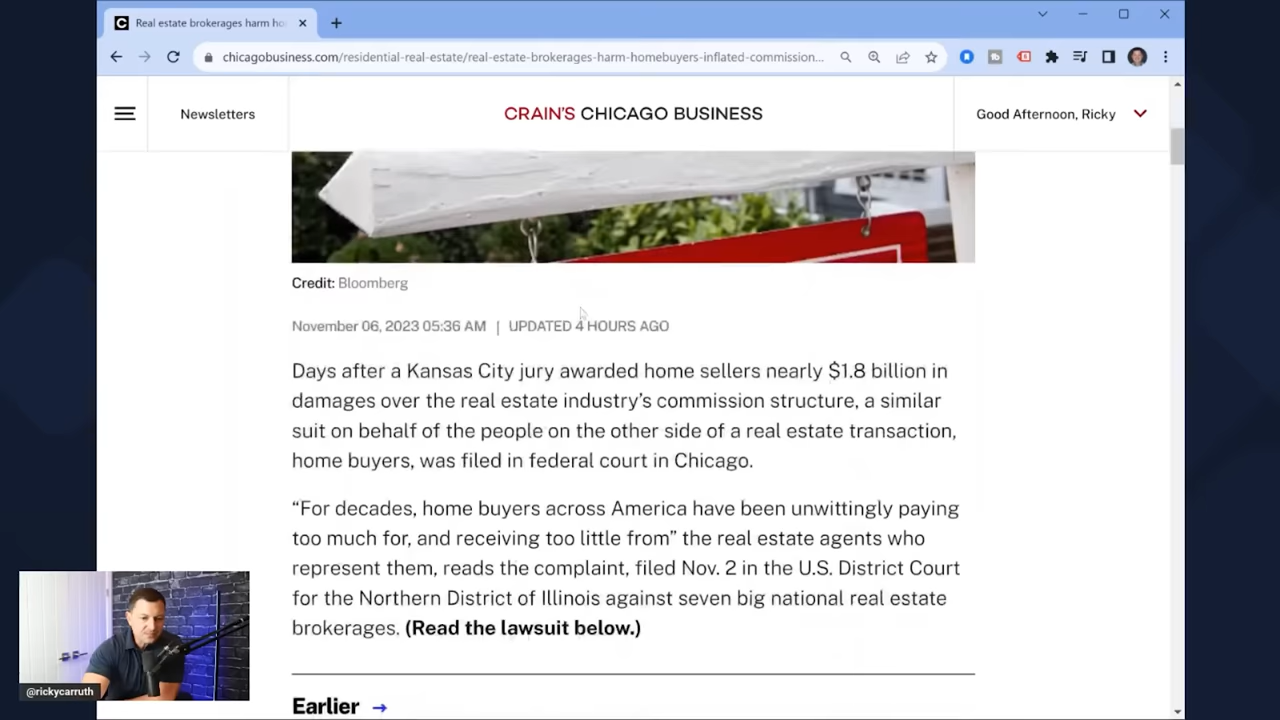 Real estate brokerages harm ho
chicagobusiness.com/residential-real-estate/real-estate-brokerages-harm-homebuyers-inflated-commission...
Newsletters
CRAIN'S CHICAGO BUSINESS
Good Afternoon, Ricky
Credit: Bloomberg
November 06, 2023 05:36 AM | UPDATED 4 HOURS AGO
Days after a Kansas City jury awarded home sellers nearly $1.8 billion in
damages over the real estate industry’s commission structure, a similar
suit on behalf of the people on the other side of a real estate transaction,
home buyers, was filed in federal court in Chicago.
“For decades, home buyers across America have been unwittingly paying
too much for, and receiving too little from” the real estate agents who
represent them, reads the complaint, filed Nov. 2 in the U.S. District Court
for the Northern District of Illinois against seven big national real estate
brokerages. (Read the lawsuit below.)
@rickycarruth
Earlier →